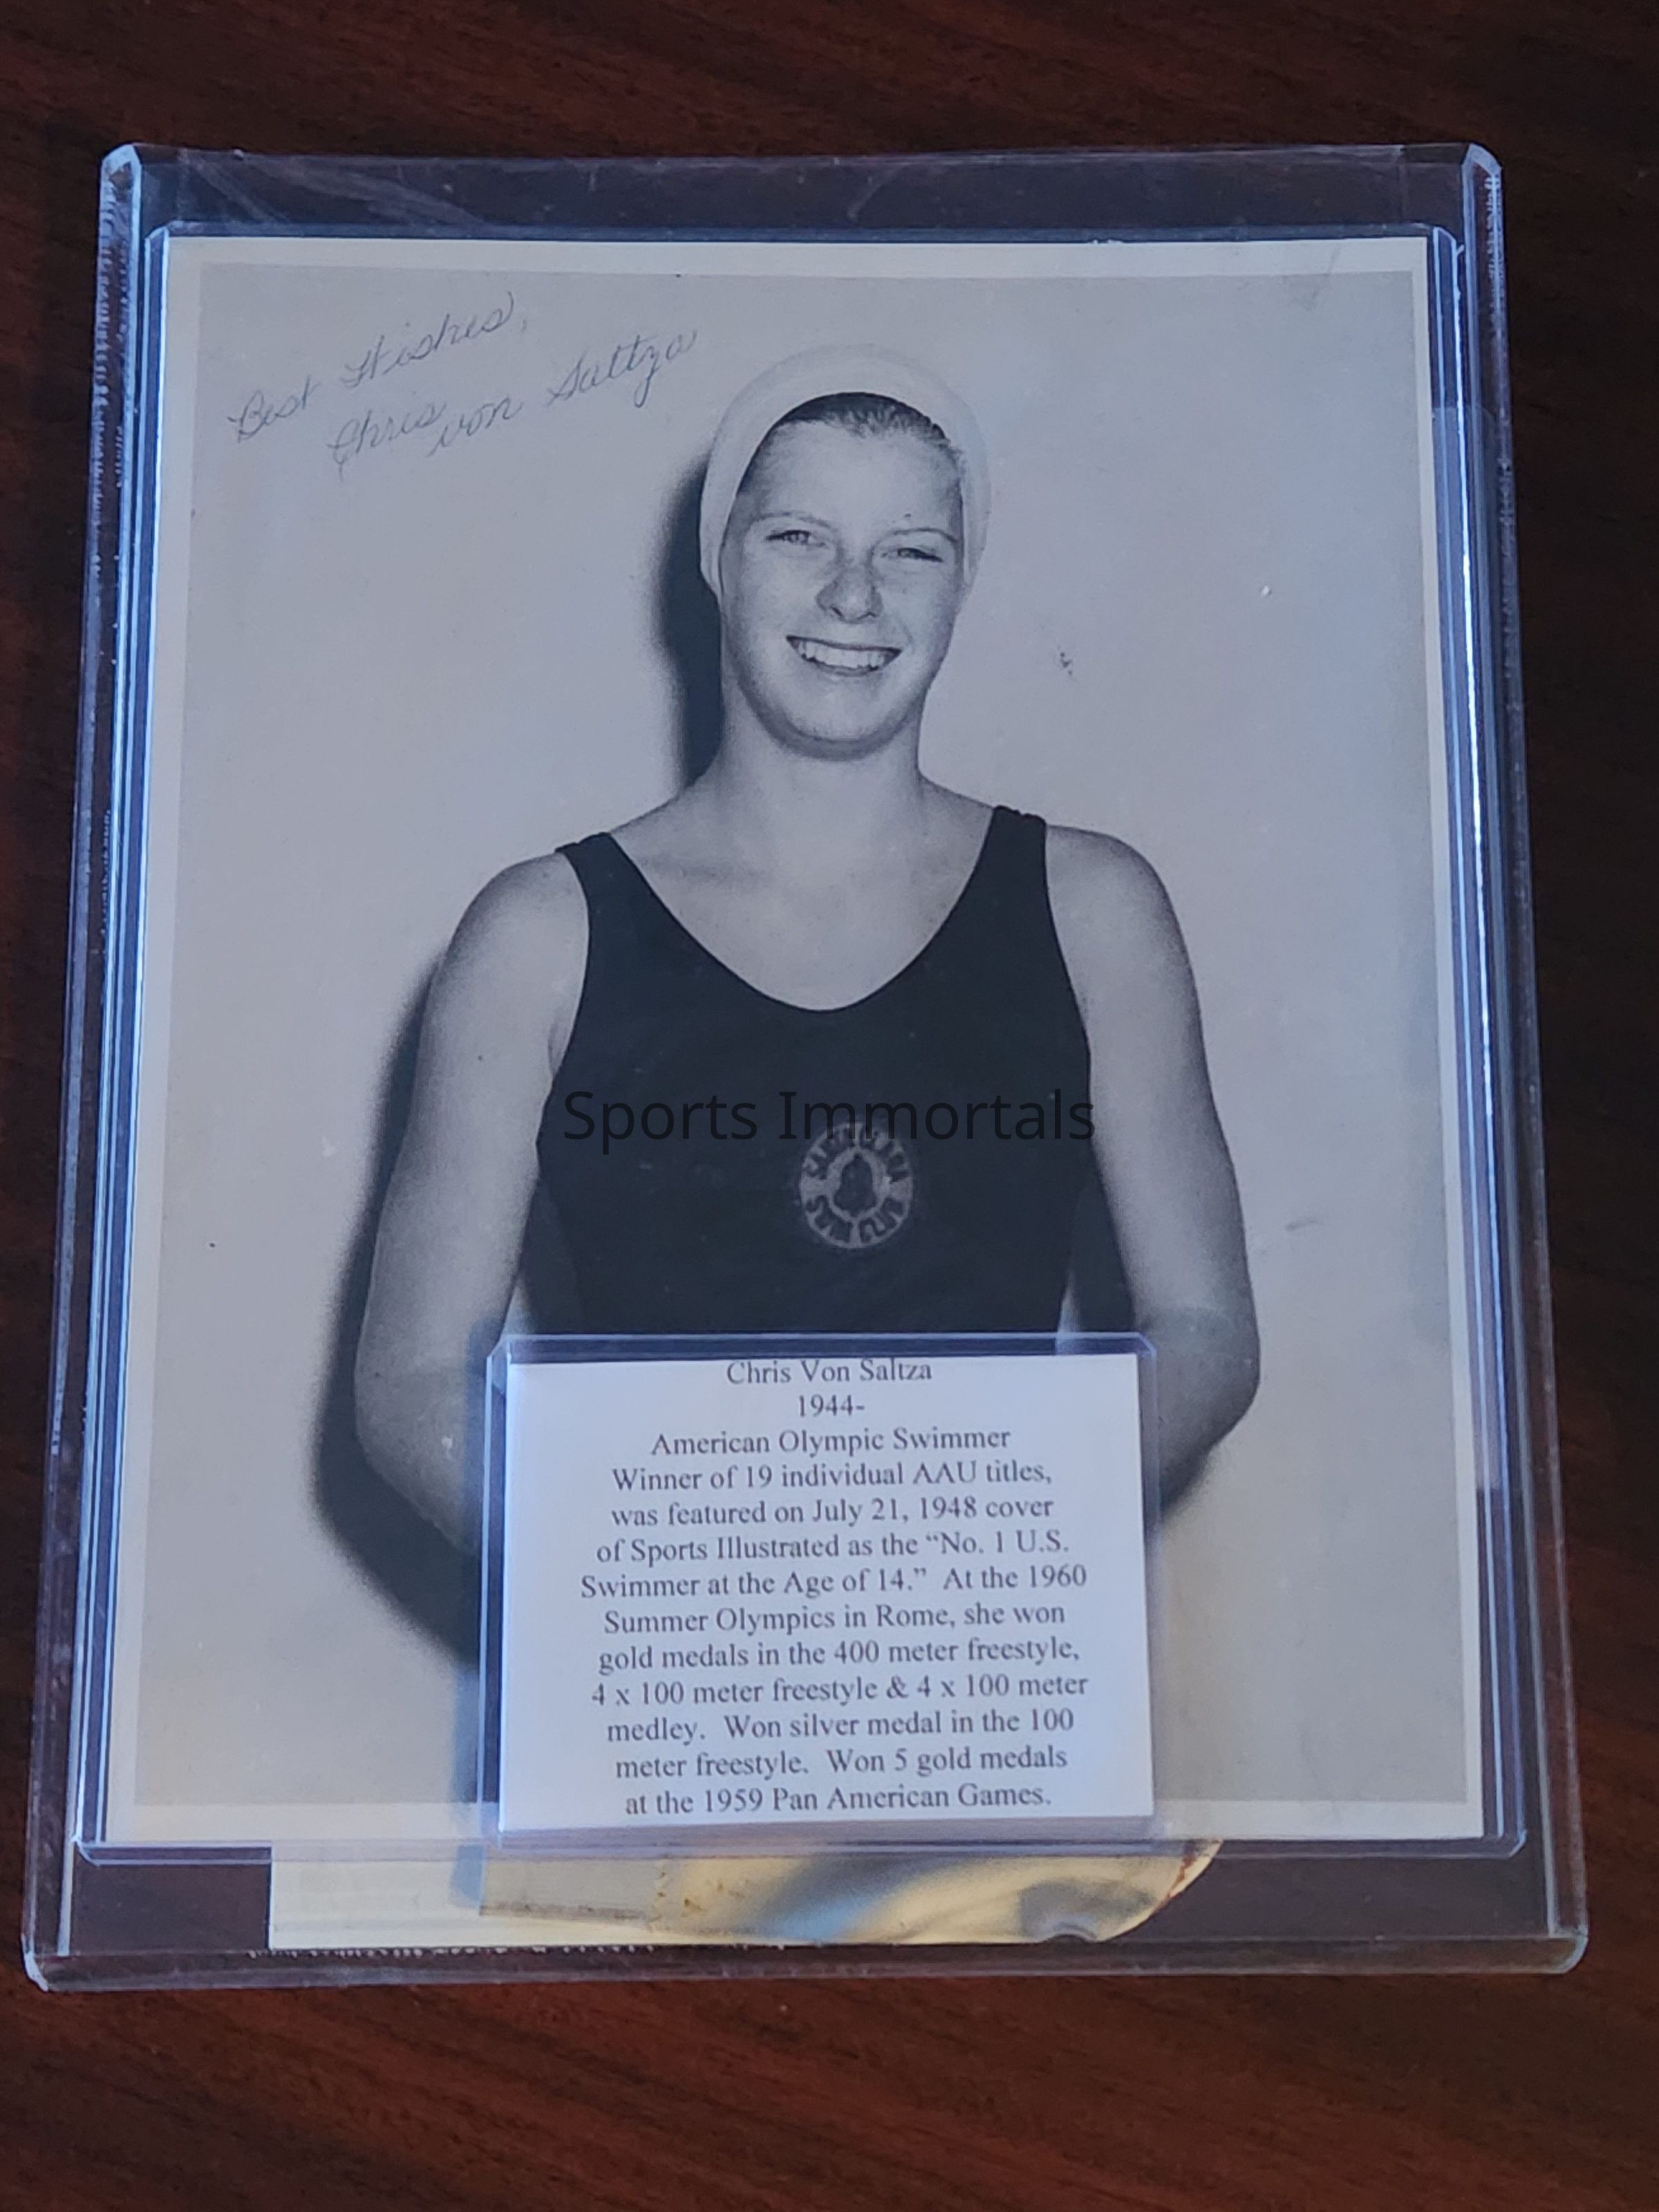 Best Wishes,
Chris von Saltza
Sports Immortals
SANTA CLARA
SWIM CLUB
Chris Von Saltza
1944-
American Olympic Swimmer
Winner of 19 individual AAU titles,
was featured on July 21, 1948 cover
of Sports Illustrated as the “No. 1 U.S.
Swimmer at the Age of 14.” At the 1960
Summer Olympics in Rome, she won
gold medals in the 400 meter freestyle,
4 x 100 meter freestyle & 4 x 100 meter
medley. Won silver medal in the 100
meter freestyle. Won 5 gold medals
at the 1959 Pan American Games.